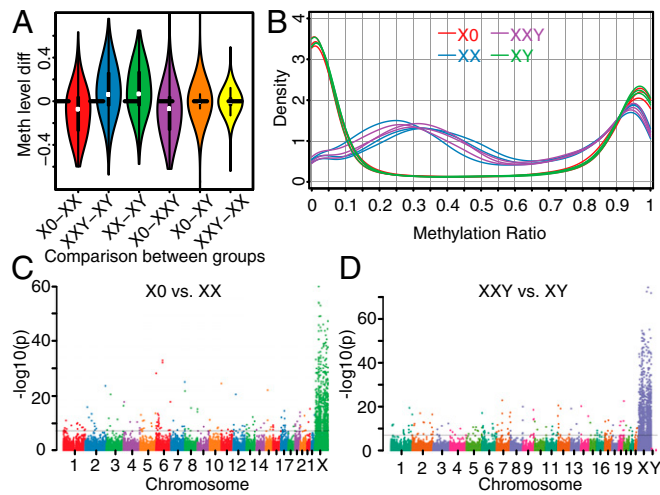 A
Meth level diff
0.4
0
−0.4
X0−XX
XXY−XY
XX−XY
X0−XXY
X0−XY
XXY−XX
Comparison between groups
B
Density
4
3
2
1
0
X0
XX
XXY
XY
0 0.1 0.2 0.3 0.4 0.5 0.6 0.7 0.8 0.9 1
Methylation Ratio
C
X0 vs. XX
-log10(p)
60
40
20
0
1 2 3 4 5 6 7 8 10 12 14 17 21 X
Chromosome
D
XXY vs. XY
-log10(p)
60
40
20
0
1 2 3 4 5 6 7 8 9 11 13 16 19 X Y
Chromosome